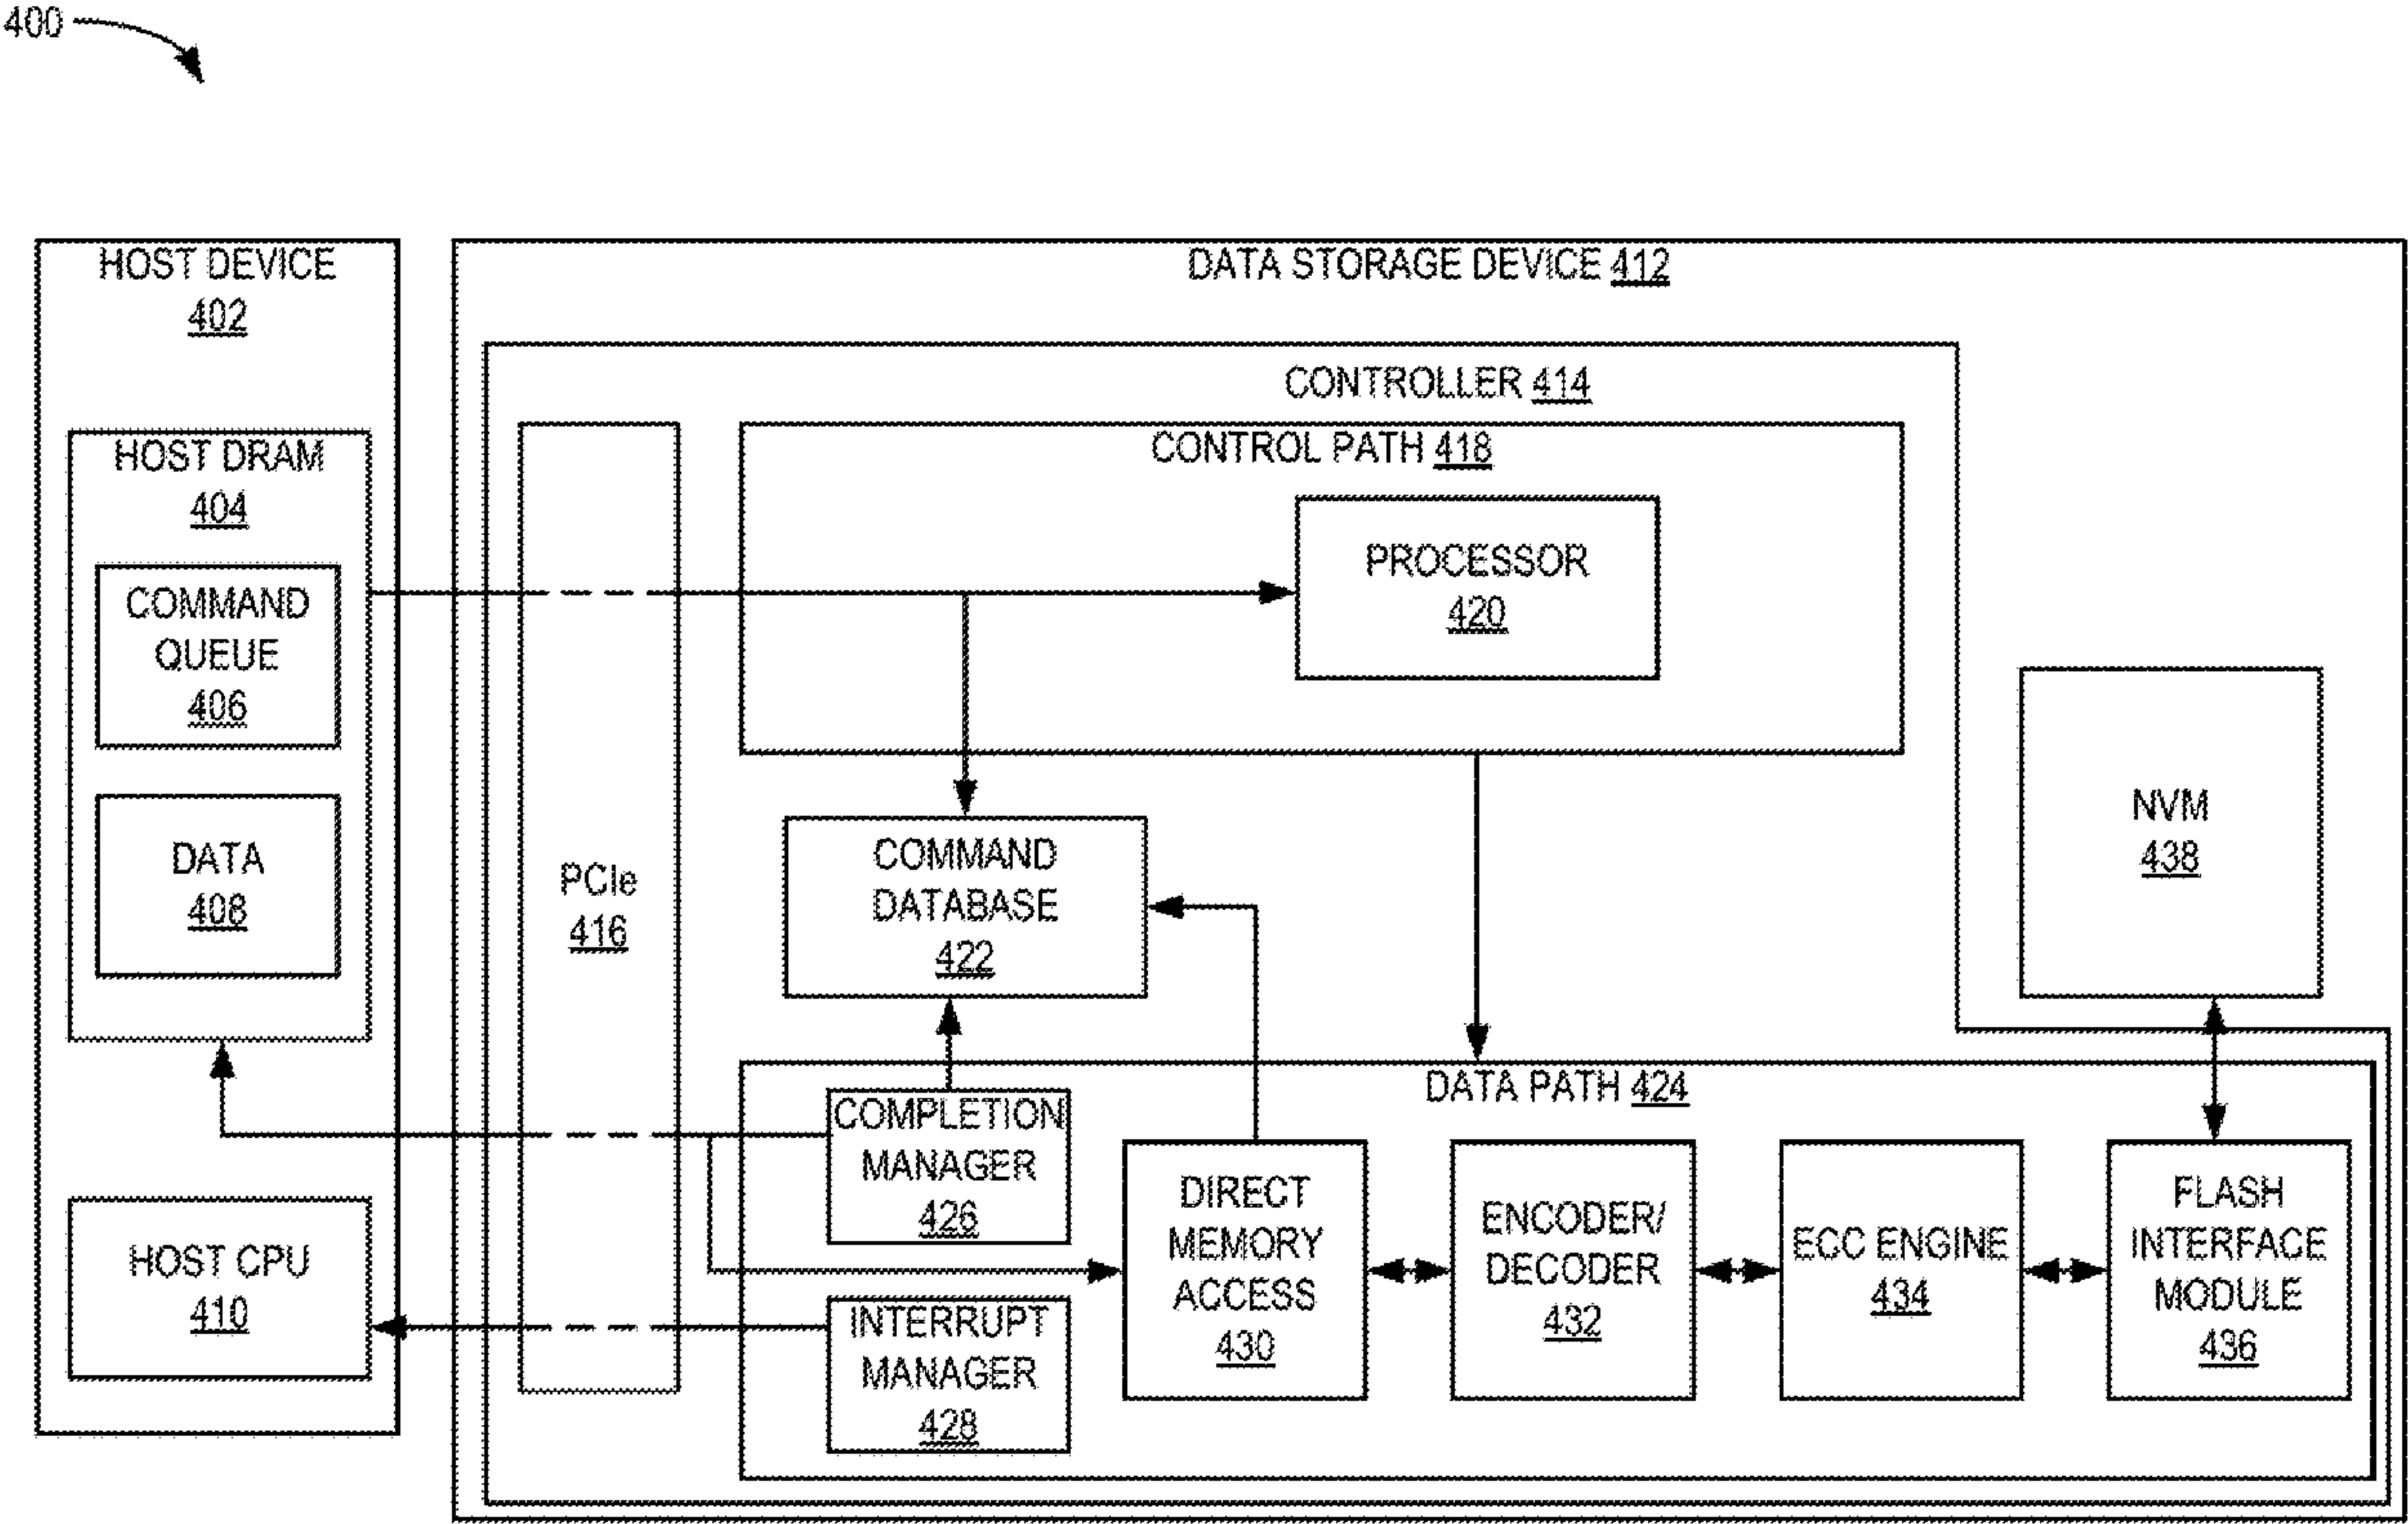 400
HOST DEVICE
402
HOST DRAM
404
COMMAND
QUEUE
406
DATA
408
HOST CPU
410
DATA STORAGE DEVICE 412
CONTROLLER 414
PCIe
416
CONTROL PATH 418
PROCESSOR
420
COMMAND
DATABASE
422
NVM
438
DATA PATH 424
COMPLETION
MANAGER
426
INTERRUPT
MANAGER
428
DIRECT
MEMORY
ACCESS
430
ENCODER/
DECODER
432
ECC ENGINE
434
FLASH
INTERFACE
MODULE
436